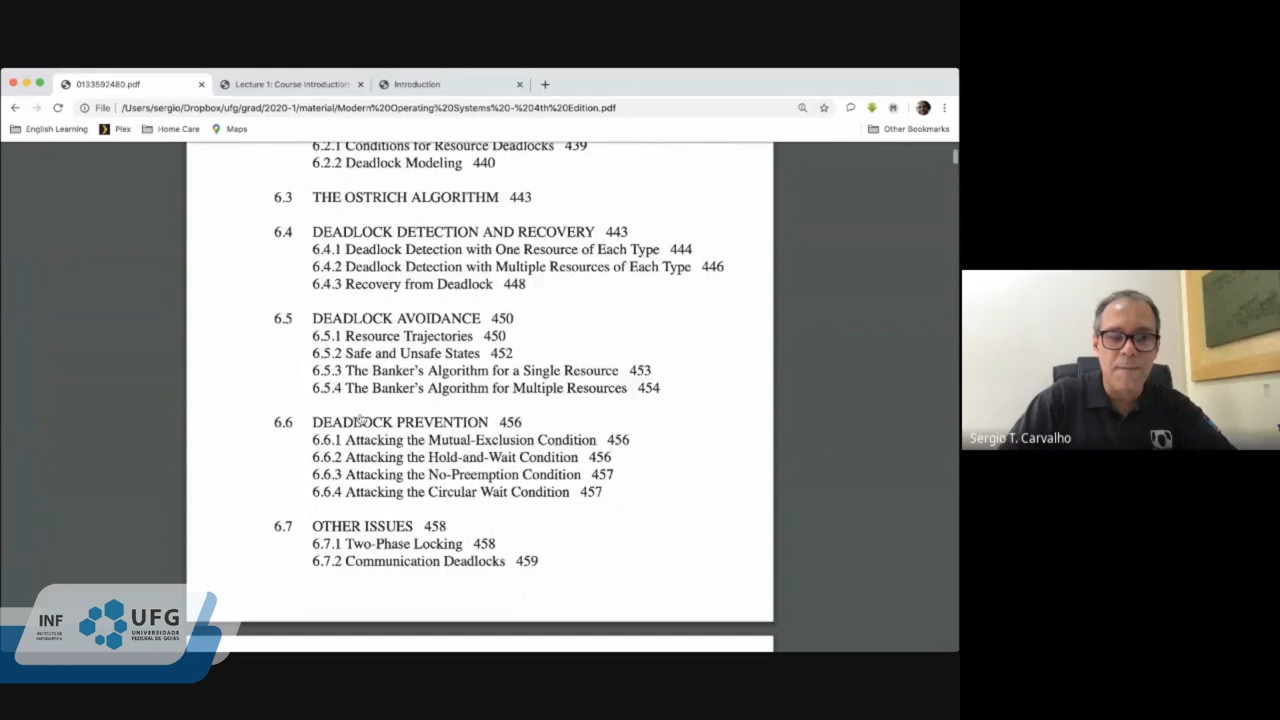 0133592480.pdf
Lecture 1: Course Introduction
Introduction
File
/Users/sergio/Dropbox/ufg/grad/2020-1/material/Modern%20Operating%20Systems%20-%204th%20Edition.pdf
English Learning
Plex
Home Care
Maps
Other Bookmarks
6.2.1 Conditions for Resource Deadlocks 439
6.2.2 Deadlock Modeling 440
6.3 THE OSTRICH ALGORITHM 443
6.4 DEADLOCK DETECTION AND RECOVERY 443
6.4.1 Deadlock Detection with One Resource of Each Type 444
6.4.2 Deadlock Detection with Multiple Resources of Each Type 446
6.4.3 Recovery from Deadlock 448
6.5 DEADLOCK AVOIDANCE 450
6.5.1 Resource Trajectories 450
6.5.2 Safe and Unsafe States 452
6.5.3 The Banker's Algorithm for a Single Resource 453
6.5.4 The Banker's Algorithm for Multiple Resources 454
6.6 DEADLOCK PREVENTION 456
6.6.1 Attacking the Mutual-Exclusion Condition 456
6.6.2 Attacking the Hold-and-Wait Condition 456
6.6.3 Attacking the No-Preemption Condition 457
6.6.4 Attacking the Circular Wait Condition 457
6.7 OTHER ISSUES 458
6.7.1 Two-Phase Locking 458
6.7.2 Communication Deadlocks 459
Sergio T. Carvalho
INF
INSTITUTO DE
INFORMÁTICA
UFG
UNIVERSIDADE
FEDERAL DE GOIÁS